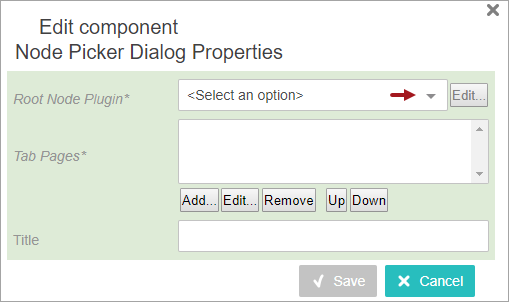 Edit component
Node Picker Dialog Properties
Root Node Plugin* <Select an option> Edit...
Tab Pages*
Add... Edit... Remove Up Down
Title
Save Cancel